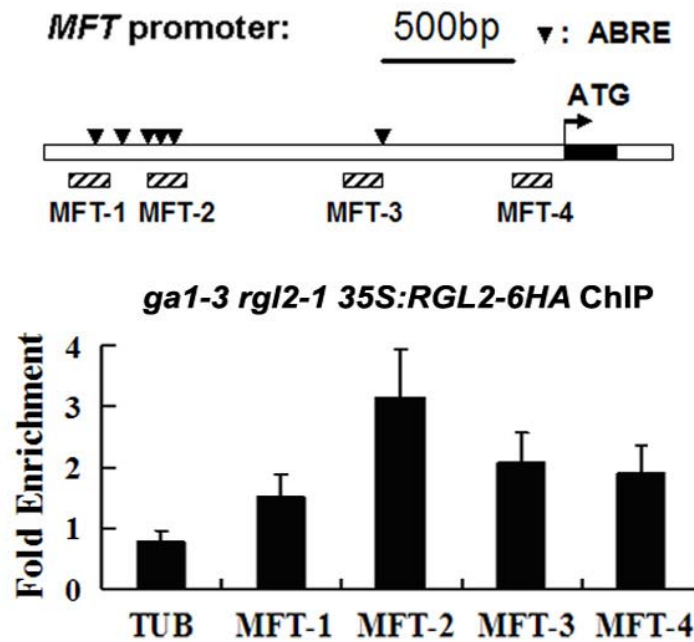 MFT promoter: 500bp ▼: ABRE
ATG
MFT-1 MFT-2 MFT-3 MFT-4
ga1-3 rgl2-1 35S:RGL2-6HA ChIP
Fold Enrichment
4
3
2
1
0
TUB MFT-1 MFT-2 MFT-3 MFT-4